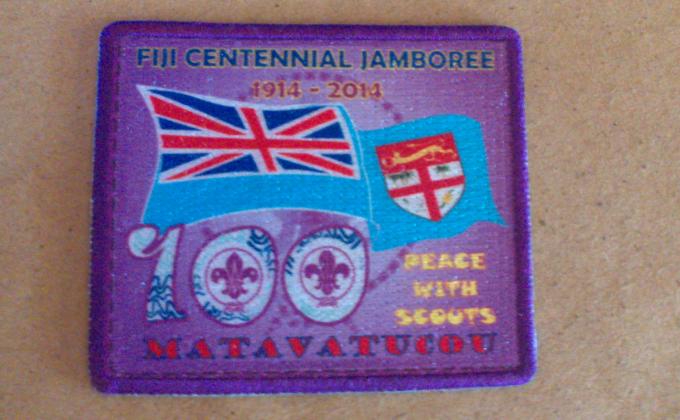 FIJI CENTENNIAL JAMBOREE
1914 - 2014
100
PEACE
WITH
SCOUTS
MATAVATUCOU